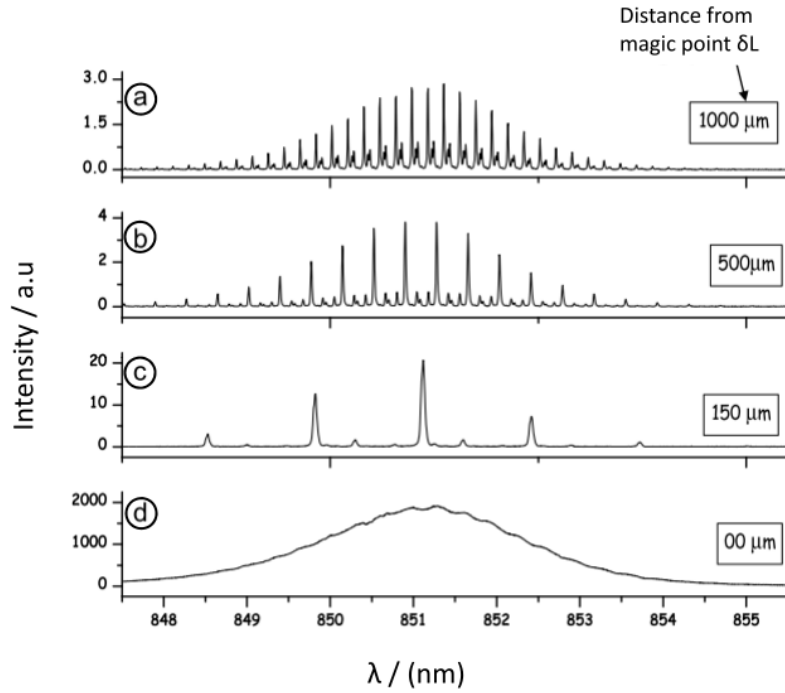 Distance from
magic point δL
3.0
1.5
0.0
a
1000 µm
4
2
0
b
500µm
Intensity / a.u
20
10
0
c
150 µm
2000
1000
0
d
00 µm
848 849 850 851 852 853 854 855
λ / (nm)